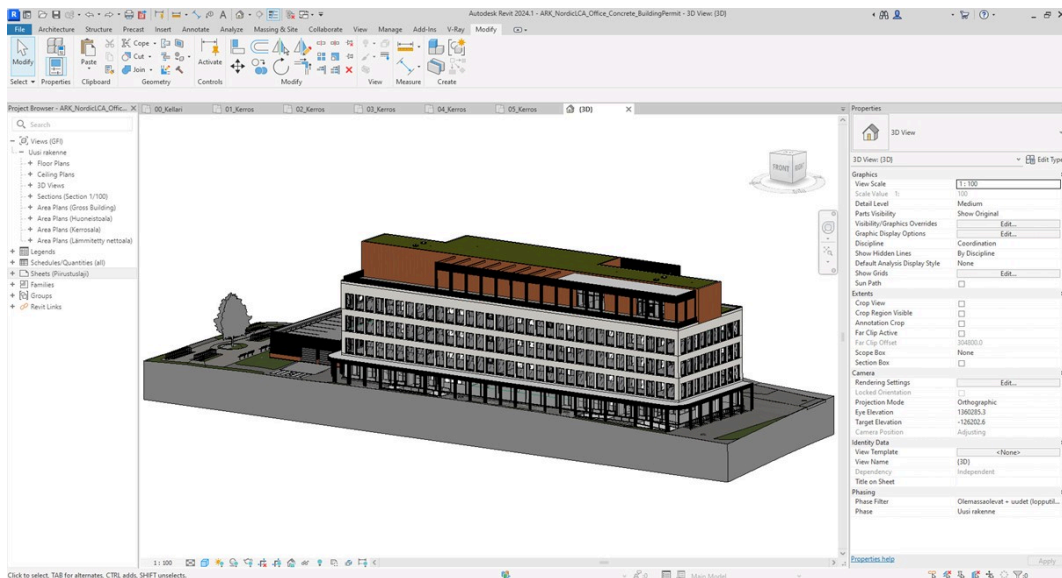 Autodesk Revit 2024.1 - ARK_NordicLCA_Office_Concrete_BuildingPermit - 3D View: {3D}
File Architecture Structure Precast Insert Annotate Analyze Massing & Site Collaborate View Manage Add-Ins V-Ray Modify
Modify
Properties
Paste
Cope
Cut
Join
Activate
Select Properties Clipboard Geometry Controls Modify View Measure Create
Project Browser - ARK_NordicLCA_Offic...
00_Kellari 01_Kerros 02_Kerros 03_Kerros 04_Kerros 05_Kerros {3D}
Search
Views (GFI)
Uusi rakenne
Floor Plans
Ceiling Plans
3D Views
Sections (Section 1/100)
Area Plans (Gross Building)
Area Plans (Huoneistoala)
Area Plans (Kerrosala)
Area Plans (Lämmitetty nettoala)
Legends
Schedules/Quantities (all)
Sheets (Piirustuslaji)
Families
Groups
Revit Links
FRONT
Properties
3D View
3D View: {3D} Edit Type
Graphics
View Scale 1 : 100
Scale Value 1: 100
Detail Level Medium
Parts Visibility Show Original
Visibility/Graphics Overrides Edit...
Graphic Display Options Edit...
Discipline Coordination
Show Hidden Lines By Discipline
Default Analysis Display Style None
Show Grids Edit...
Sun Path
Extents
Crop View
Crop Region Visible
Annotation Crop
Far Clip Active
Far Clip Offset 304800.0
Scope Box None
Section Box
Camera
Rendering Settings Edit...
Locked Orientation
Projection Mode Orthographic
Eye Elevation 1360285.3
Target Elevation -126202.6
Camera Position Adjusting
Identity Data
View Template <None>
View Name {3D}
Dependency Independent
Title on Sheet
Phasing
Phase Filter Olemassaolevat + uudet (lopputil...
Phase Uusi rakenne
Properties help Apply
1 : 100
Click to select, TAB for alternates, CTRL adds, SHIFT unselects.
Main Model